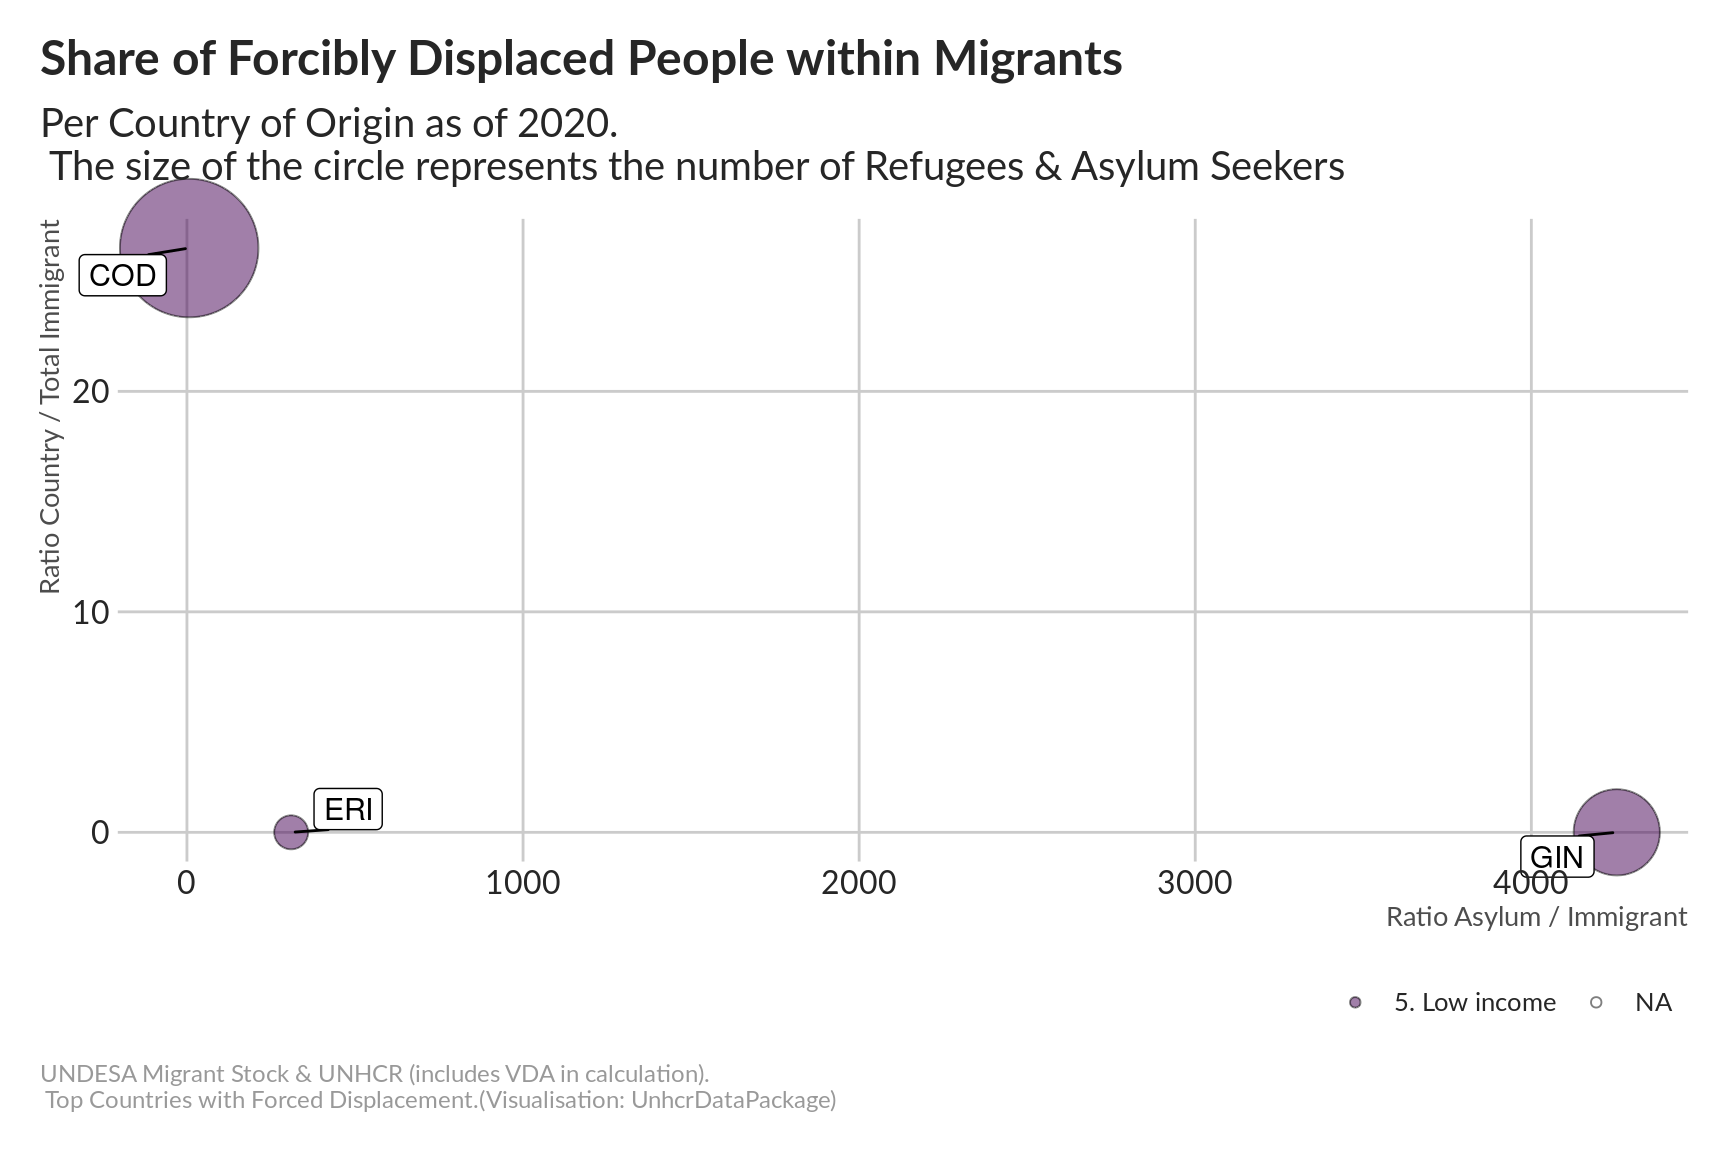 Share of Forcibly Displaced People within Migrants
Per Country of Origin as of 2020.
The size of the circle represents the number of Refugees & Asylum Seekers
Ratio Country / Total Immigrant
COD
20
10
ERI
0
GIN
0
1000
2000
3000
4000
Ratio Asylum / Immigrant
5. Low income
NA
UNDESA Migrant Stock & UNHCR (includes VDA in calculation).
Top Countries with Forced Displacement.(Visualisation: UnhcrDataPackage)